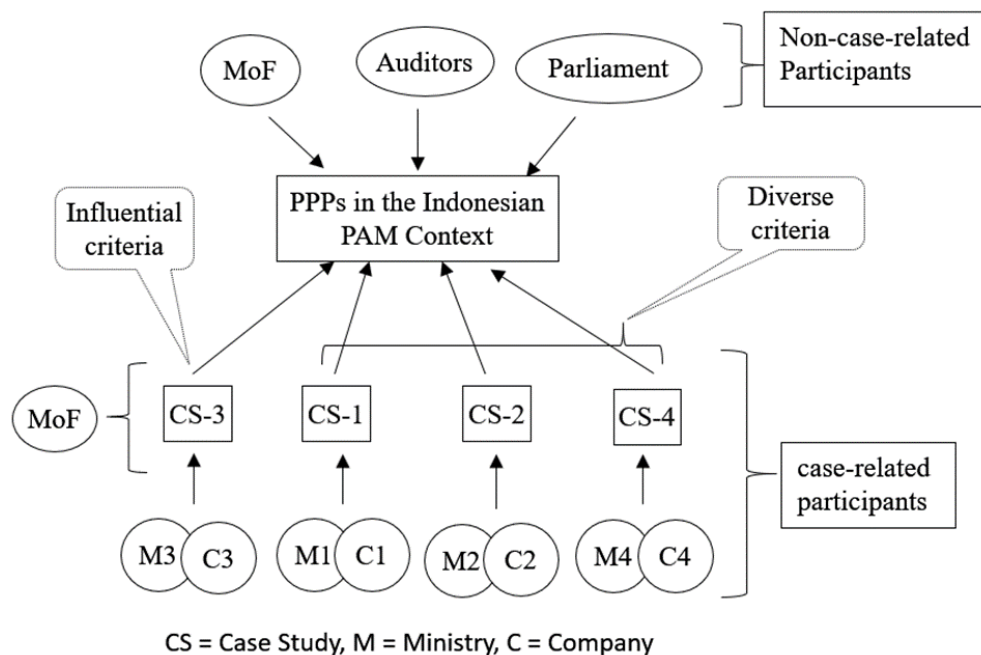 MoF
Auditors
Parliament
Non-case-related
Participants
PPPs in the Indonesian
PAM Context
Influential
criteria
Diverse
criteria
MoF
CS-3
CS-1
CS-2
CS-4
case-related
participants
M3
C3
M1
C1
M2
C2
M4
C4
CS = Case Study, M = Ministry, C = Company